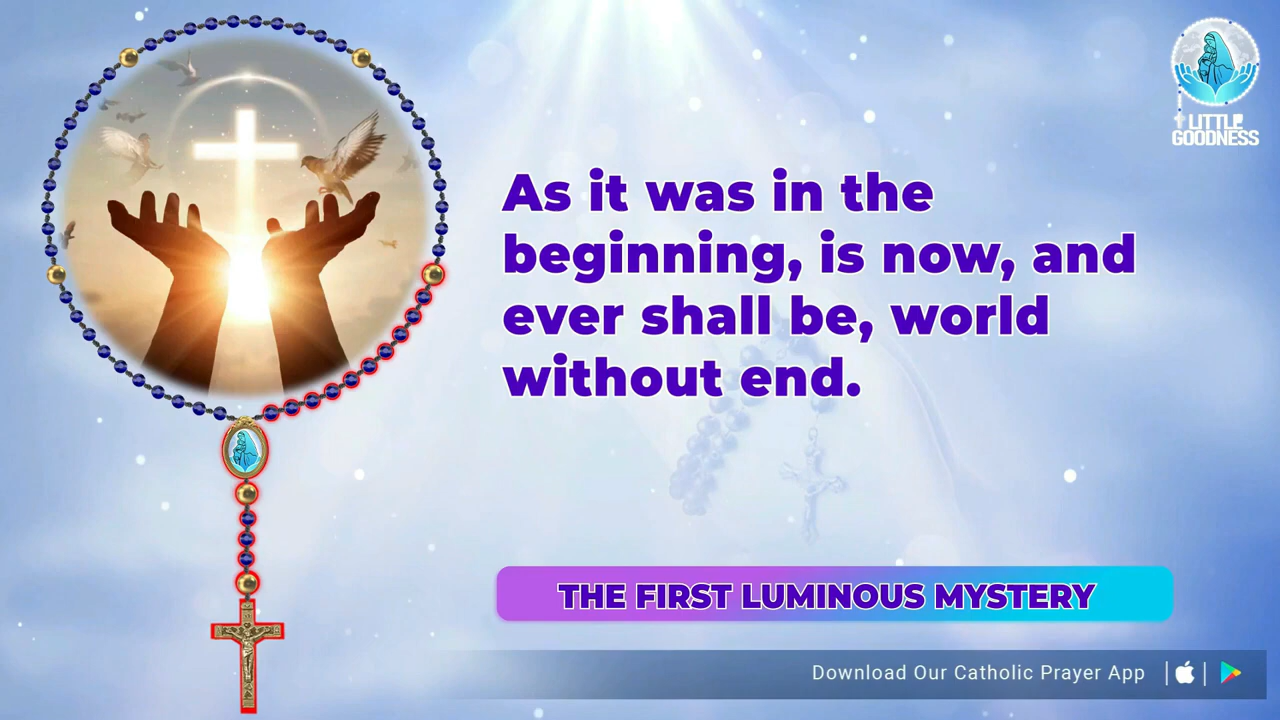 LITTLE
GOODNESS
As it was in the
beginning, is now, and
ever shall be, world
without end.
THE FIRST LUMINOUS MYSTERY
Download Our Catholic Prayer App